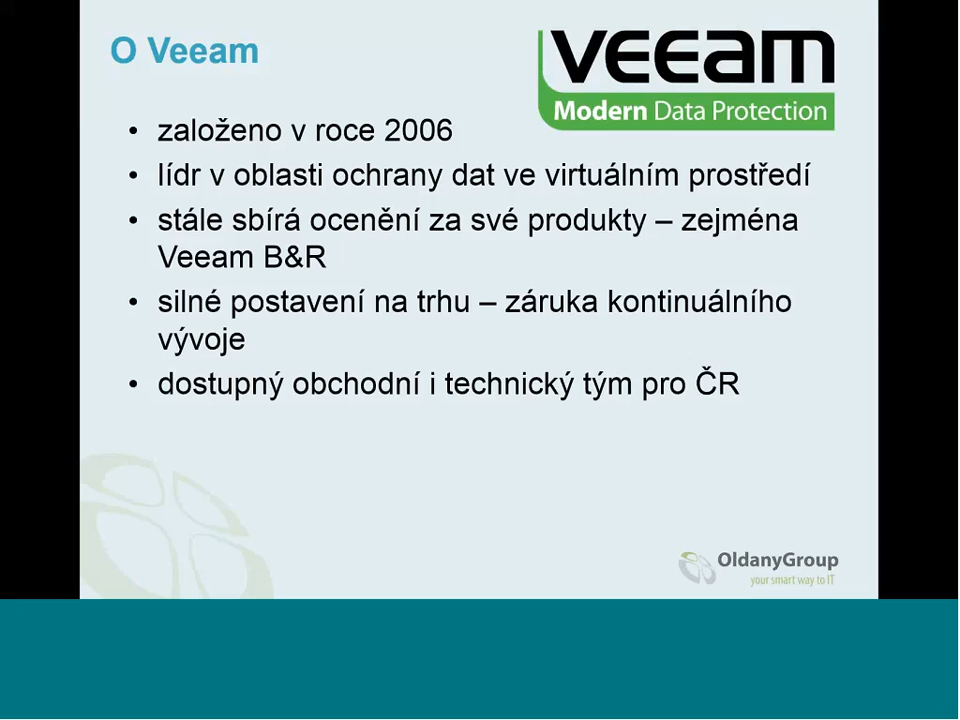 O Veeam
VEEAM
Modern Data Protection
• založeno v roce 2006
• lídr v oblasti ochrany dat ve virtuálním prostředí
• stále sbírá ocenění za své produkty – zejména
Veeam B&R
• silné postavení na trhu – záruka kontinuálního
vývoje
• dostupný obchodní i technický tým pro ČR
OldanyGroup
your smart way to IT